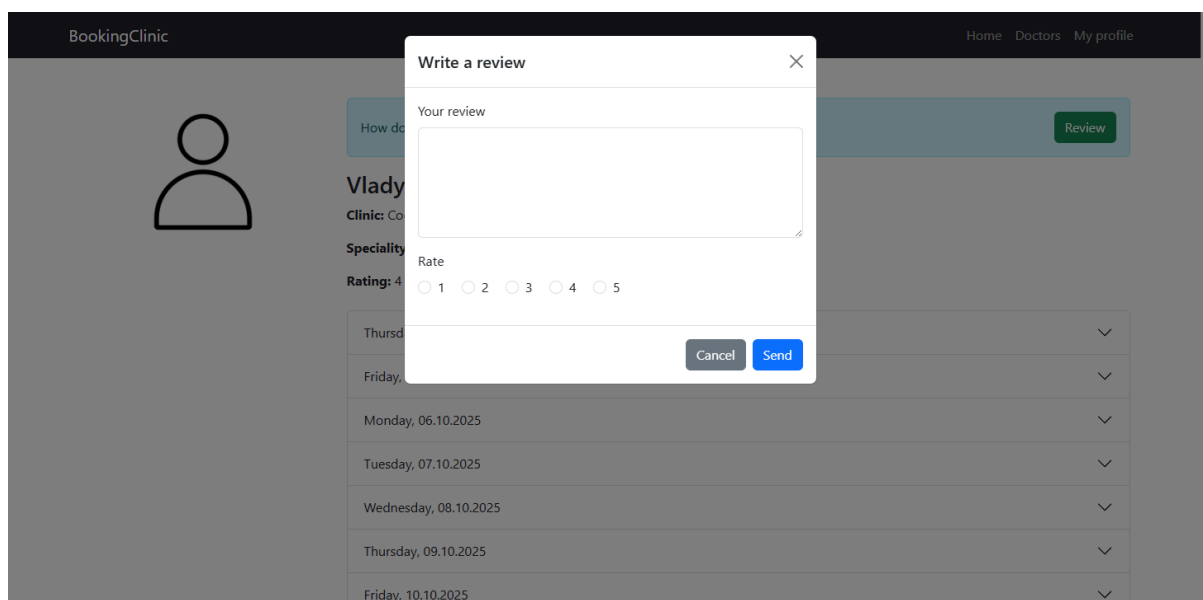 BookingClinic
Home Doctors My profile
Write a review
Your review
How do
Review
Vlady
Clinic: Co
Speciality
Rating: 4
Rate
1 2 3 4 5
Cancel Send
Thursd
Friday,
Monday, 06.10.2025
Tuesday, 07.10.2025
Wednesday, 08.10.2025
Thursday, 09.10.2025
Friday, 10.10.2025